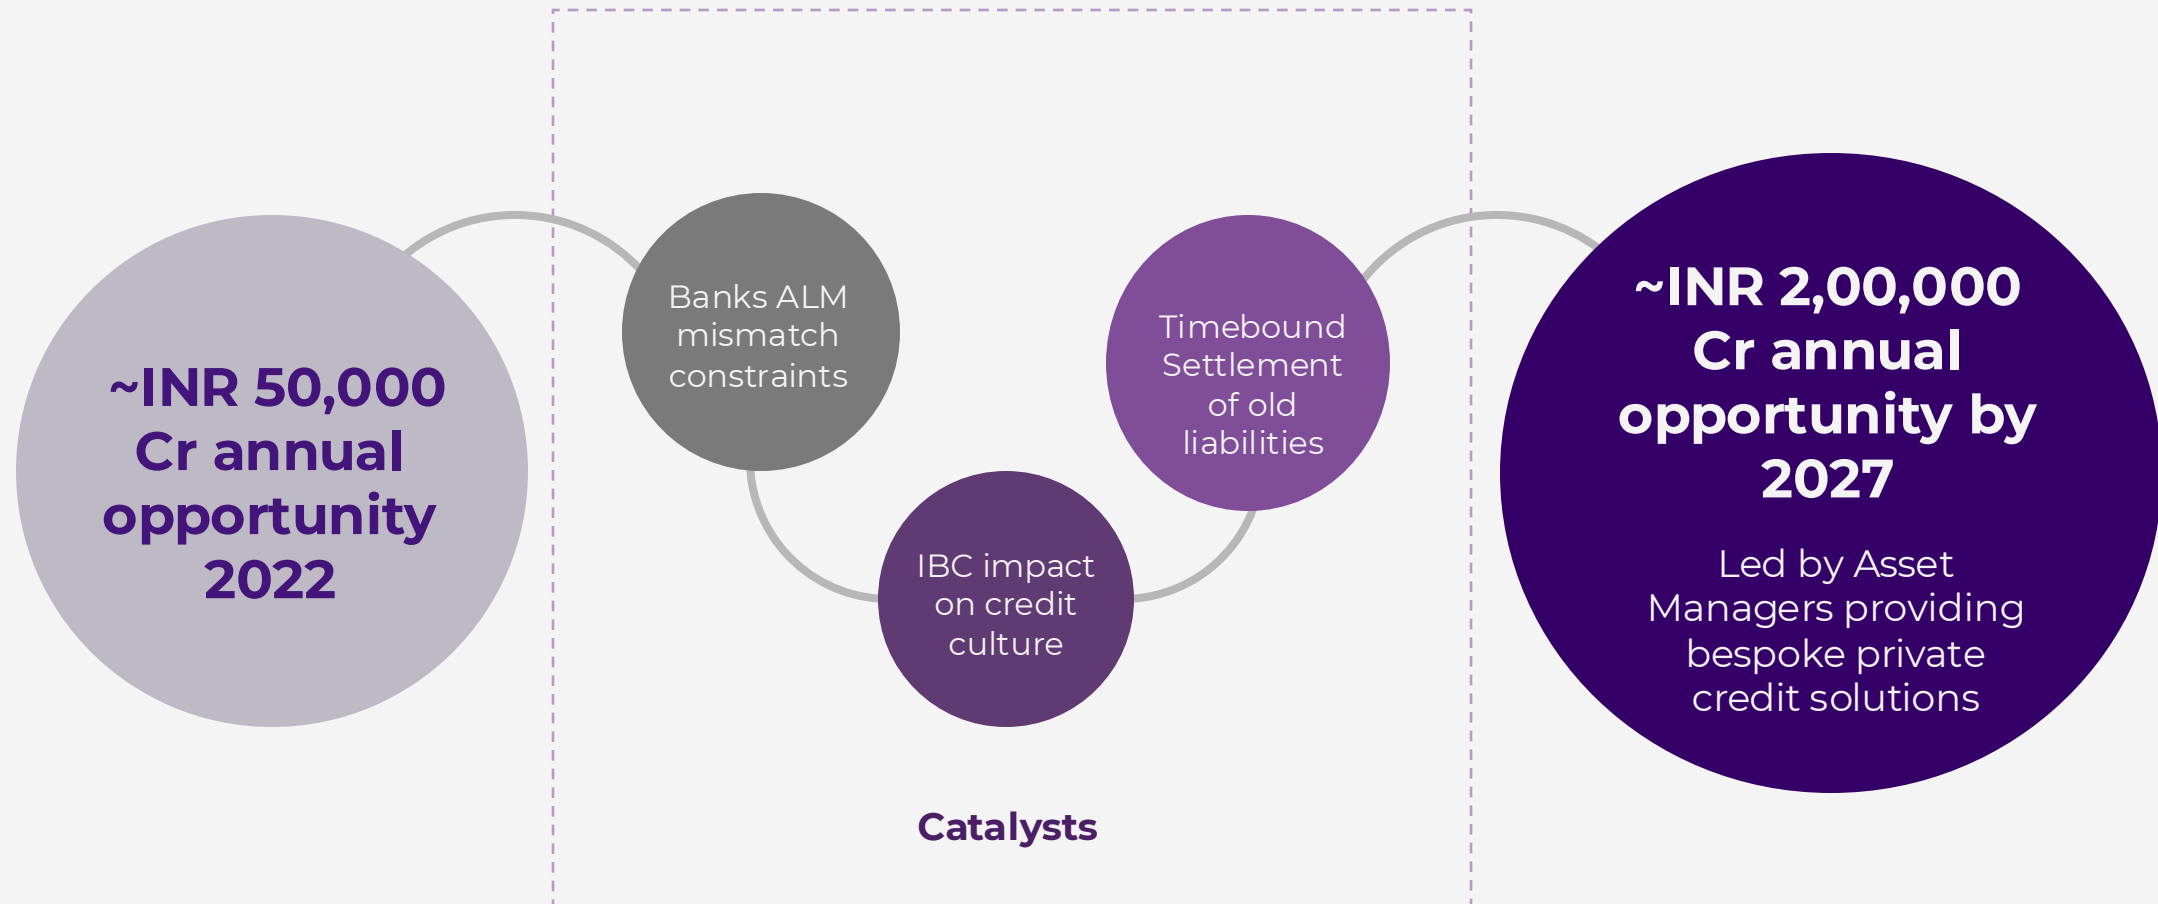 ~INR 50,000
Cr annual
opportunity
2022
Banks ALM
mismatch
constraints
IBC impact
on credit
culture
Timebound
Settlement
of old
liabilities
Catalysts
~INR 2,00,000
Cr annual
opportunity by
2027
Led by Asset
Managers providing
bespoke private
credit solutions